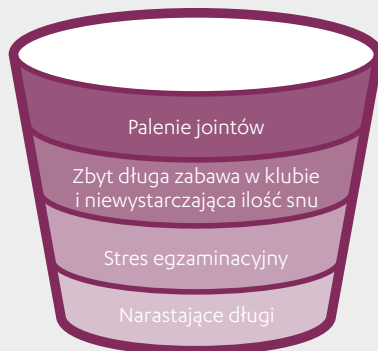 Palenie jointów
Zbyt długa zabawa w klubie
i niewystarczająca ilość snu
Stres egzaminacyjny
Narastające długi